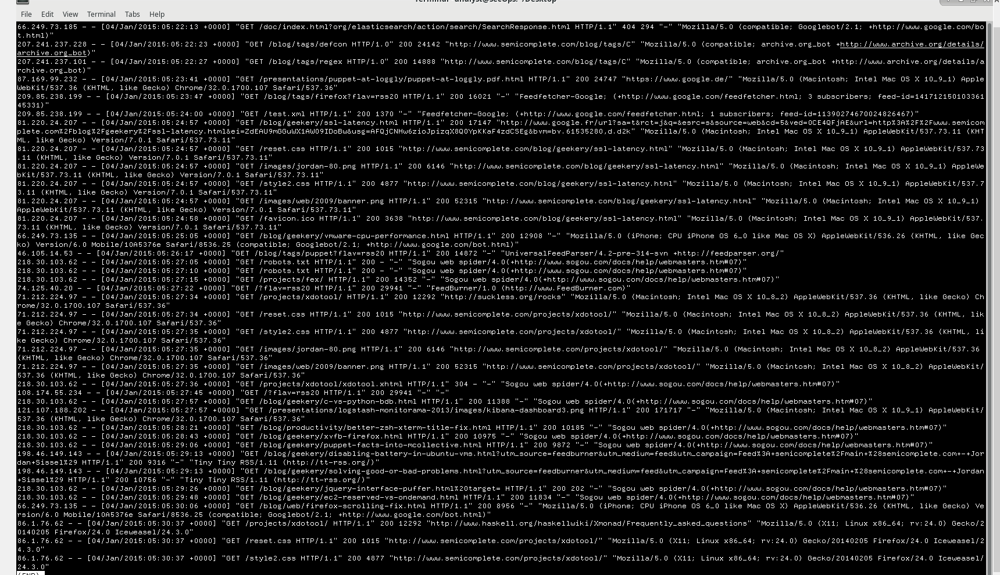 Terminal - analyst@secOps: ~/Desktop
File Edit View Terminal Tabs Help
66.249.73.185 - - [04/Jan/2015:05:22:13 +0000] "GET /doc/index.html?org/elasticsearch/action/search/SearchResponse.html HTTP/1.1" 404 294 "-" "Mozilla/5.0 (compatible; Googlebot/2.1; +http://www.google.com/bo
t.html)"
207.241.237.228 - - [04/Jan/2015:05:22:23 +0000] "GET /blog/tags/defcon HTTP/1.0" 200 24142 "http://www.semicomplete.com/blog/tags/C" "Mozilla/5.0 (compatible; archive.org_bot +http://www.archive.org/details/
archive.org_bot)"
207.241.237.101 - - [04/Jan/2015:05:22:27 +0000] "GET /blog/tags/regex HTTP/1.0" 200 14888 "http://www.semicomplete.com/blog/tags/C" "Mozilla/5.0 (compatible; archive.org_bot +http://www.archive.org/details/a
rchive.org_bot)"
87.169.99.232 - - [04/Jan/2015:05:23:41 +0000] "GET /presentations/puppet-at-loggly/puppet-at-loggly.pdf.html HTTP/1.1" 200 24747 "https://www.google.de/" "Mozilla/5.0 (Macintosh; Intel Mac OS X 10_9_1) Apple
WebKit/537.36 (KHTML, like Gecko) Chrome/32.0.1700.107 Safari/537.36"
209.85.238.199 - - [04/Jan/2015:05:23:47 +0000] "GET /blog/tags/firefox?flav=rss20 HTTP/1.1" 200 16021 "-" "Feedfetcher-Google; (+http://www.google.com/feedfetcher.html; 3 subscribers; feed-id=141712150103361
45331)"
209.85.238.199 - - [04/Jan/2015:05:24:00 +0000] "GET /test.xml HTTP/1.1" 200 1370 "-" "Feedfetcher-Google; (+http://www.google.com/feedfetcher.html; 1 subscribers; feed-id=11390274670024826467)"
81.220.24.207 - - [04/Jan/2015:05:24:57 +0000] "GET /blog/geekery/ssl-latency.html HTTP/1.1" 200 17147 "http://www.google.fr/url?sa=t&rct=j&q=&esrc=s&source=web&cd=5&ved=0CE4QFjAE&url=http%3A%2F%2Fwww.semicom
plete.com%2Fblog%2Fgeekery%2Fssl-latency.html&ei=ZdEAU9mGGuWX1AW09IDoBw&usg=AFQjCNHw6zioJpizqX8Q0YpKKaF4zdCSEg&bvm=bv.61535280,d.d2k" "Mozilla/5.0 (Macintosh; Intel Mac OS X 10_9_1) AppleWebKit/537.73.11 (KHT
ML, like Gecko) Version/7.0.1 Safari/537.73.11"
81.220.24.207 - - [04/Jan/2015:05:24:57 +0000] "GET /reset.css HTTP/1.1" 200 1015 "http://www.semicomplete.com/blog/geekery/ssl-latency.html" "Mozilla/5.0 (Macintosh; Intel Mac OS X 10_9_1) AppleWebKit/537.73
.11 (KHTML, like Gecko) Version/7.0.1 Safari/537.73.11"
81.220.24.207 - - [04/Jan/2015:05:24:57 +0000] "GET /images/jordan-80.png HTTP/1.1" 200 6146 "http://www.semicomplete.com/blog/geekery/ssl-latency.html" "Mozilla/5.0 (Macintosh; Intel Mac OS X 10_9_1) AppleWe
bKit/537.73.11 (KHTML, like Gecko) Version/7.0.1 Safari/537.73.11"
81.220.24.207 - - [04/Jan/2015:05:24:57 +0000] "GET /style2.css HTTP/1.1" 200 4877 "http://www.semicomplete.com/blog/geekery/ssl-latency.html" "Mozilla/5.0 (Macintosh; Intel Mac OS X 10_9_1) AppleWebKit/537.7
3.11 (KHTML, like Gecko) Version/7.0.1 Safari/537.73.11"
81.220.24.207 - - [04/Jan/2015:05:24:57 +0000] "GET /images/web/2009/banner.png HTTP/1.1" 200 52315 "http://www.semicomplete.com/blog/geekery/ssl-latency.html" "Mozilla/5.0 (Macintosh; Intel Mac OS X 10_9_1)
AppleWebKit/537.73.11 (KHTML, like Gecko) Version/7.0.1 Safari/537.73.11"
81.220.24.207 - - [04/Jan/2015:05:24:58 +0000] "GET /favicon.ico HTTP/1.1" 200 3638 "http://www.semicomplete.com/blog/geekery/ssl-latency.html" "Mozilla/5.0 (Macintosh; Intel Mac OS X 10_9_1) AppleWebKit/537.
73.11 (KHTML, like Gecko) Version/7.0.1 Safari/537.73.11"
66.249.73.135 - - [04/Jan/2015:05:25:05 +0000] "GET /blog/geekery/vmware-cpu-performance.html HTTP/1.1" 200 12908 "-" "Mozilla/5.0 (iPhone; CPU iPhone OS 6_0 like Mac OS X) AppleWebKit/536.26 (KHTML, like Gec
ko) Version/6.0 Mobile/10A5376e Safari/8536.25 (compatible; Googlebot/2.1; +http://www.google.com/bot.html)"
46.105.14.53 - - [04/Jan/2015:05:26:17 +0000] "GET /blog/tags/puppet?flav=rss20 HTTP/1.1" 200 14872 "-" "UniversalFeedParser/4.2-pre-314-svn +http://feedparser.org/"
218.30.103.62 - - [04/Jan/2015:05:27:05 +0000] "GET /robots.txt HTTP/1.1" 200 - "-" "Sogou web spider/4.0(+http://www.sogou.com/docs/help/webmasters.htm#07)"
218.30.103.62 - - [04/Jan/2015:05:27:10 +0000] "GET /robots.txt HTTP/1.1" 200 - "-" "Sogou web spider/4.0(+http://www.sogou.com/docs/help/webmasters.htm#07)"
218.30.103.62 - - [04/Jan/2015:05:27:15 +0000] "GET /projects/fex/ HTTP/1.1" 200 14352 "-" "Sogou web spider/4.0(+http://www.sogou.com/docs/help/webmasters.htm#07)"
74.125.40.20 - - [04/Jan/2015:05:27:22 +0000] "GET /?flav=rss20 HTTP/1.1" 200 29941 "-" "FeedBurner/1.0 (http://www.FeedBurner.com)"
71.212.224.97 - - [04/Jan/2015:05:27:34 +0000] "GET /projects/xdotool/ HTTP/1.1" 200 12292 "http://suckless.org/rocks" "Mozilla/5.0 (Macintosh; Intel Mac OS X 10_8_2) AppleWebKit/537.36 (KHTML, like Gecko) Ch
rome/32.0.1700.107 Safari/537.36"
71.212.224.97 - - [04/Jan/2015:05:27:34 +0000] "GET /reset.css HTTP/1.1" 200 1015 "http://www.semicomplete.com/projects/xdotool/" "Mozilla/5.0 (Macintosh; Intel Mac OS X 10_8_2) AppleWebKit/537.36 (KHTML, lik
e Gecko) Chrome/32.0.1700.107 Safari/537.36"
71.212.224.97 - - [04/Jan/2015:05:27:35 +0000] "GET /style2.css HTTP/1.1" 200 4877 "http://www.semicomplete.com/projects/xdotool/" "Mozilla/5.0 (Macintosh; Intel Mac OS X 10_8_2) AppleWebKit/537.36 (KHTML, li
ke Gecko) Chrome/32.0.1700.107 Safari/537.36"
71.212.224.97 - - [04/Jan/2015:05:27:35 +0000] "GET /images/jordan-80.png HTTP/1.1" 200 6146 "http://www.semicomplete.com/projects/xdotool/" "Mozilla/5.0 (Macintosh; Intel Mac OS X 10_8_2) AppleWebKit/537.36
(KHTML, like Gecko) Chrome/32.0.1700.107 Safari/537.36"
71.212.224.97 - - [04/Jan/2015:05:27:35 +0000] "GET /images/web/2009/banner.png HTTP/1.1" 200 52315 "http://www.semicomplete.com/projects/xdotool/" "Mozilla/5.0 (Macintosh; Intel Mac OS X 10_8_2) AppleWebKit/
537.36 (KHTML, like Gecko) Chrome/32.0.1700.107 Safari/537.36"
218.30.103.62 - - [04/Jan/2015:05:27:36 +0000] "GET /projects/xdotool/xdotool.xhtml HTTP/1.1" 304 - "-" "Sogou web spider/4.0(+http://www.sogou.com/docs/help/webmasters.htm#07)"
108.174.55.234 - - [04/Jan/2015:05:27:45 +0000] "GET /?flav=rss20 HTTP/1.1" 200 29941 "-" "-"
218.30.103.62 - - [04/Jan/2015:05:27:57 +0000] "GET /blog/geekery/c-vs-python-bdb.html HTTP/1.1" 200 11388 "-" "Sogou web spider/4.0(+http://www.sogou.com/docs/help/webmasters.htm#07)"
121.107.188.202 - - [04/Jan/2015:05:27:57 +0000] "GET /presentations/logstash-monitorama-2013/images/kibana-dashboard3.png HTTP/1.1" 200 171717 "-" "Mozilla/5.0 (Macintosh; Intel Mac OS X 10_9_1) AppleWebKit/
537.36 (KHTML, like Gecko) Chrome/32.0.1700.107 Safari/537.36"
218.30.103.62 - - [04/Jan/2015:05:28:21 +0000] "GET /blog/productivity/better-zsh-xterm-title-fix.html HTTP/1.1" 200 10185 "-" "Sogou web spider/4.0(+http://www.sogou.com/docs/help/webmasters.htm#07)"
218.30.103.62 - - [04/Jan/2015:05:28:43 +0000] "GET /blog/geekery/xvfb-firefox.html HTTP/1.1" 200 10975 "-" "Sogou web spider/4.0(+http://www.sogou.com/docs/help/webmasters.htm#07)"
218.30.103.62 - - [04/Jan/2015:05:29:06 +0000] "GET /blog/geekery/puppet-facts-into-mcollective.html HTTP/1.1" 200 9872 "-" "Sogou web spider/4.0(+http://www.sogou.com/docs/help/webmasters.htm#07)"
198.46.149.143 - - [04/Jan/2015:05:29:13 +0000] "GET /blog/geekery/disabling-battery-in-ubuntu-vms.html?utm_source=feedburner&utm_medium=feed&utm_campaign=Feed%3A+semicomplete%2Fmain+%28semicomplete.com+-+Jor
dan+Sissel%29 HTTP/1.1" 200 9316 "-" "Tiny Tiny RSS/1.11 (http://tt-rss.org/)"
198.46.149.143 - - [04/Jan/2015:05:29:13 +0000] "GET /blog/geekery/solving-good-or-bad-problems.html?utm_source=feedburner&utm_medium=feed&utm_campaign=Feed%3A+semicomplete%2Fmain+%28semicomplete.com+-+Jordan
+Sissel%29 HTTP/1.1" 200 10756 "-" "Tiny Tiny RSS/1.11 (http://tt-rss.org/)"
218.30.103.62 - - [04/Jan/2015:05:29:26 +0000] "GET /blog/geekery/jquery-interface-puffer.html%20target= HTTP/1.1" 200 202 "-" "Sogou web spider/4.0(+http://www.sogou.com/docs/help/webmasters.htm#07)"
218.30.103.62 - - [04/Jan/2015:05:29:48 +0000] "GET /blog/geekery/ec2-reserved-vs-ondemand.html HTTP/1.1" 200 11834 "-" "Sogou web spider/4.0(+http://www.sogou.com/docs/help/webmasters.htm#07)"
66.249.73.135 - - [04/Jan/2015:05:30:06 +0000] "GET /blog/web/firefox-scrolling-fix.html HTTP/1.1" 200 8956 "-" "Mozilla/5.0 (iPhone; CPU iPhone OS 6_0 like Mac OS X) AppleWebKit/536.26 (KHTML, like Gecko) Ve
rsion/6.0 Mobile/10A5376e Safari/8536.25 (compatible; Googlebot/2.1; +http://www.google.com/bot.html)"
86.1.76.62 - - [04/Jan/2015:05:30:37 +0000] "GET /projects/xdotool/ HTTP/1.1" 200 12292 "http://www.haskell.org/haskellwiki/Xmonad/Frequently_asked_questions" "Mozilla/5.0 (X11; Linux x86_64; rv:24.0) Gecko/2
0140205 Firefox/24.0 Iceweasel/24.3.0"
86.1.76.62 - - [04/Jan/2015:05:30:37 +0000] "GET /reset.css HTTP/1.1" 200 1015 "http://www.semicomplete.com/projects/xdotool/" "Mozilla/5.0 (X11; Linux x86_64; rv:24.0) Gecko/20140205 Firefox/24.0 Iceweasel/2
4.3.0"
86.1.76.62 - - [04/Jan/2015:05:30:37 +0000] "GET /style2.css HTTP/1.1" 200 4877 "http://www.semicomplete.com/projects/xdotool/" "Mozilla/5.0 (X11; Linux x86_64; rv:24.0) Gecko/20140205 Firefox/24.0 Iceweasel/
24.3.0"
(END)